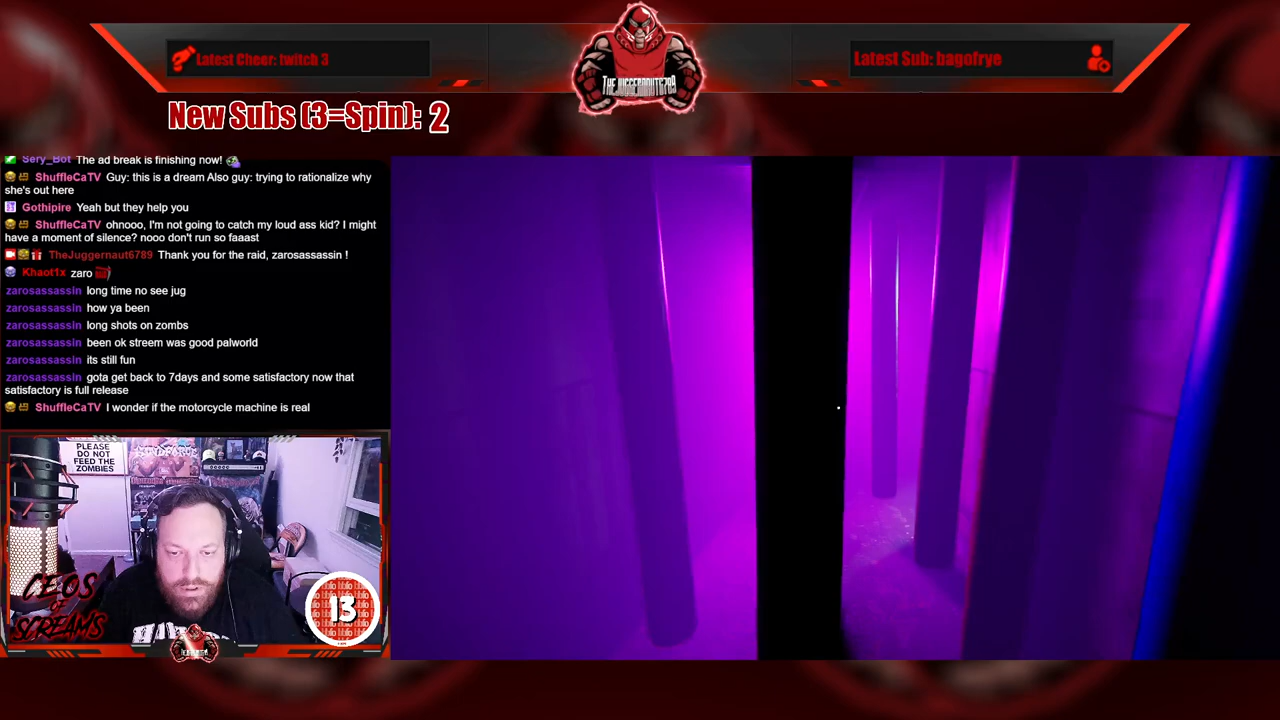 Latest Cheer: twitch 3
THEJUGGERNAUT6789
Latest Sub: bagofrye
New Subs (3=Spin): 2
Sery_Bot The ad break is finishing now!
ShuffleCaTV Guy: this is a dream Also guy: trying to rationalize why
she's out here
Gothipire Yeah but they help you
ShuffleCaTV ohnooo, I'm not going to catch my loud ass kid? I might
have a moment of silence? nooo don't run so faaast
TheJuggernaut6789 Thank you for the raid, zarosassassin !
Khaot1x zaro
zarosassassin long time no see jug
zarosassassin how ya been
zarosassassin long shots on zombs
zarosassassin been ok streem was good palworld
zarosassassin its still fun
zarosassassin gota get back to 7days and some satisfactory now that
satisfactory is full release
ShuffleCaTV I wonder if the motorcycle machine is real
PLEASE
DO NOT
FEED THE
ZOMBIES
CEOS
OF
SCREAMS
13